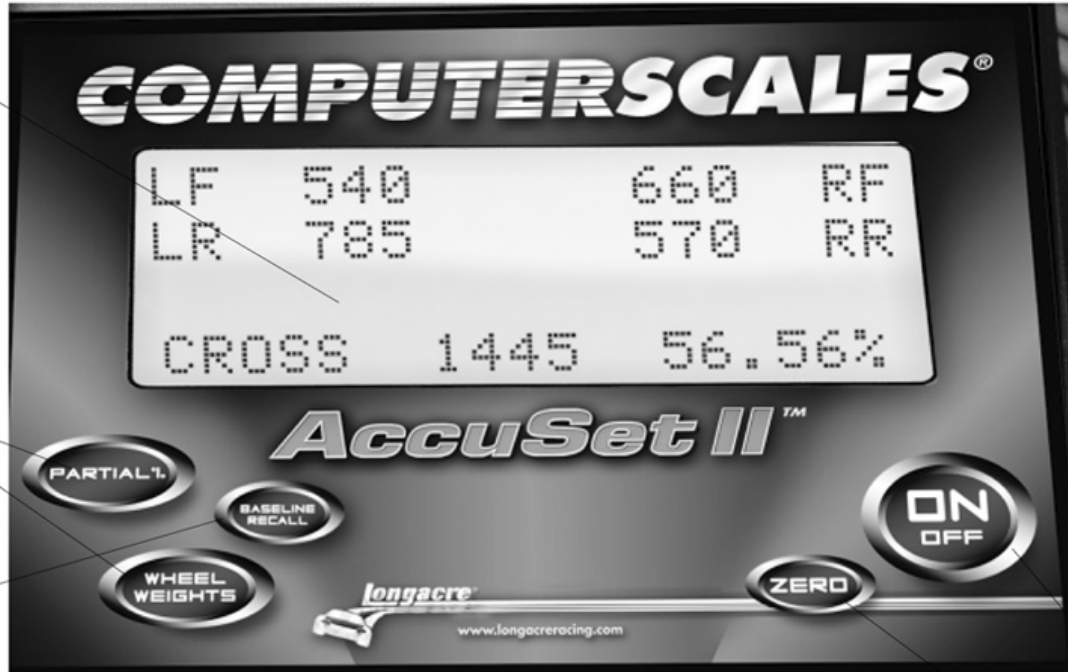 COMPUTERSCALES®
LF 540 660 RF
LR 785 570 RR
CROSS 1445 56.56%
AccuSet II™
PARTIAL%
BASELINE
RECALL
ON
OFF
WHEEL
WEIGHTS
ZERO
Longacre®
www.longacreracing.com